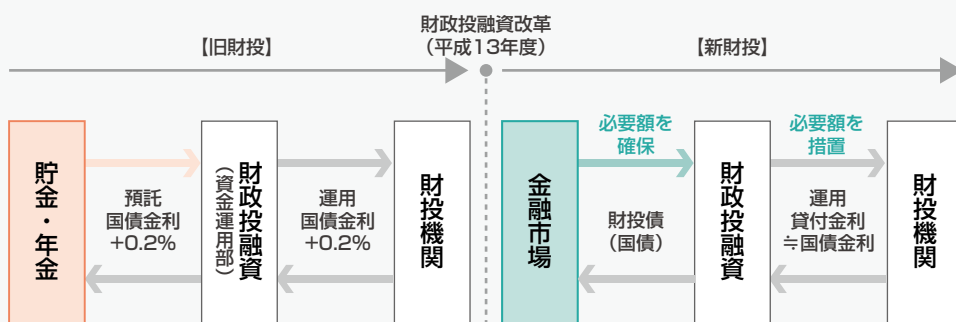 財政投融資改革
（平成13年度）
【旧財投】
【新財投】
貯金・年金
預託
国債金利
+0.2%
財政投融資
（資金運用部）
運用
国債金利
+0.2%
財投機関
金融市場
必要額を
確保
財投債
（国債）
財政投融資
必要額を
措置
運用
貸付金利
≒国債金利
財投機関